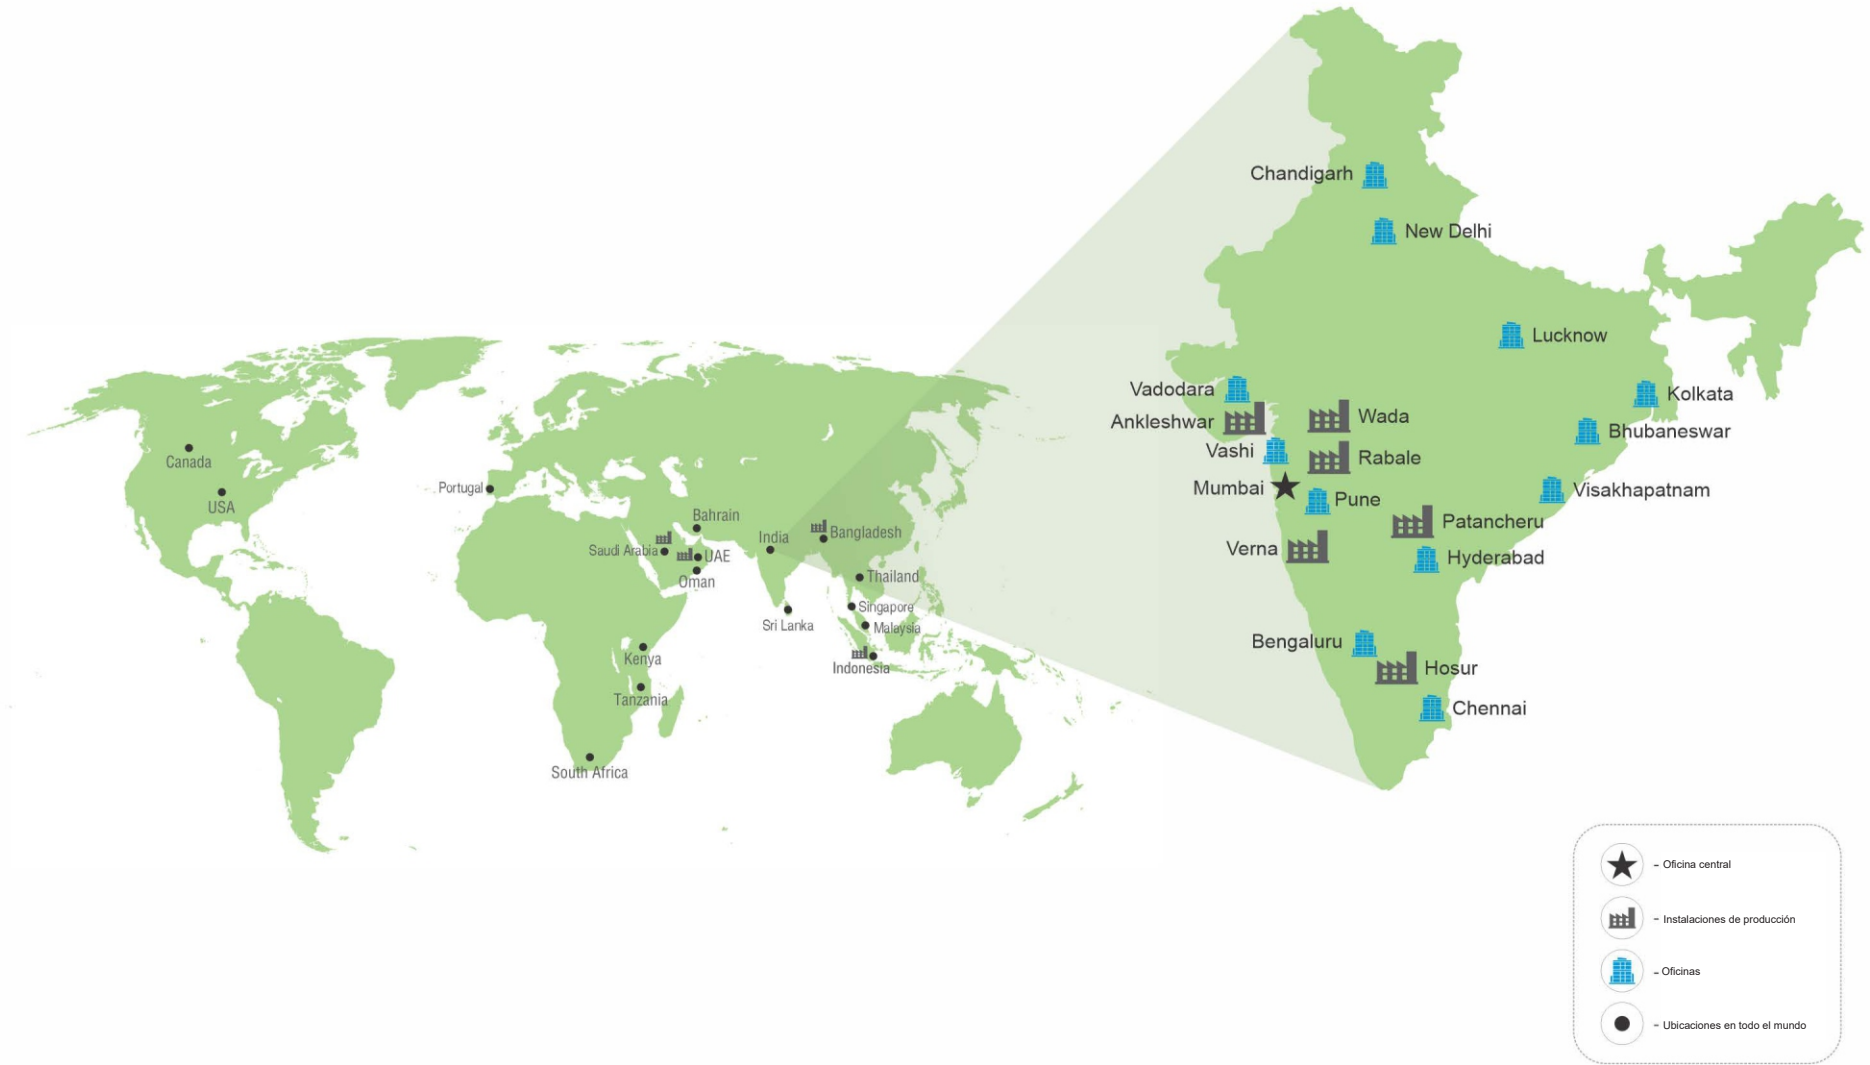 Chandigarh
New Delhi
Lucknow
Vadodara
Kolkata
Ankleshwar
Wada
Bhubaneswar
Vashi
Rabale
Mumbai
Pune
Visakhapatnam
Patancheru
Verna
Hyderabad
Bengaluru
Hosur
Chennai
Canada
USA
Portugal
Bahrain
Saudi Arabia
UAE
Oman
India
Bangladesh
Thailand
Singapore
Sri Lanka
Malaysia
Indonesia
Kenya
Tanzania
South Africa
- Oficina central
- Instalaciones de producción
- Oficinas
- Ubicaciones en todo el mundo